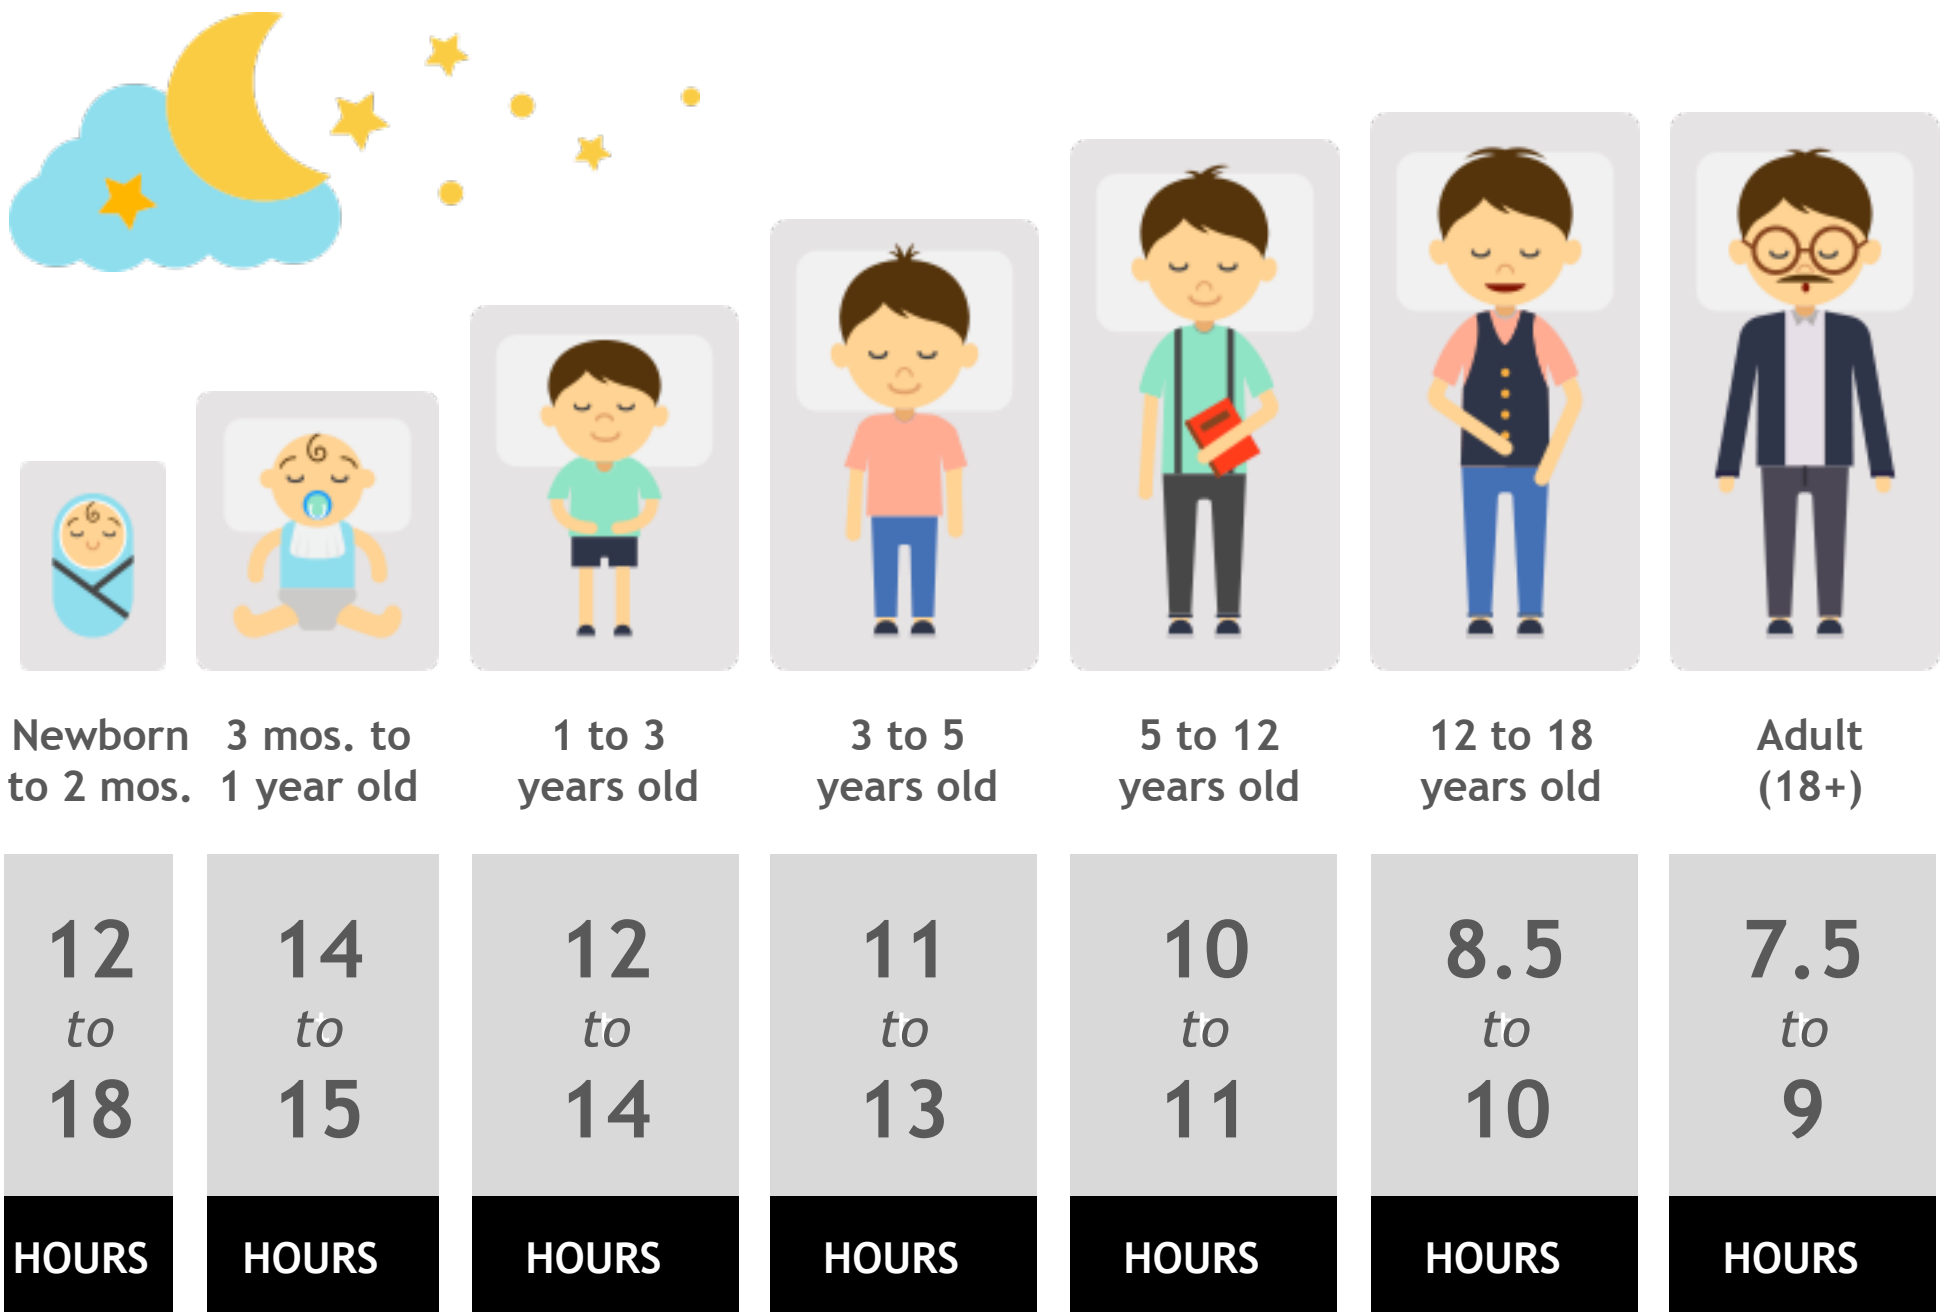 Newborn
to 2 mos.
3 mos. to
1 year old
1 to 3
years old
3 to 5
years old
5 to 12
years old
12 to 18
years old
Adult
(18+)
12
to
18
HOURS
14
to
15
HOURS
12
to
14
HOURS
11
to
13
HOURS
10
to
11
HOURS
8.5
to
10
HOURS
7.5
to
9
HOURS